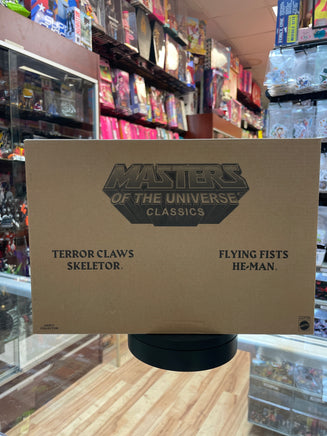 MASTERS
OF THE UNIVERSE
CLASSICS
TERROR CLAWS
SKELETOR.
FLYING FISTS
HE-MAN.